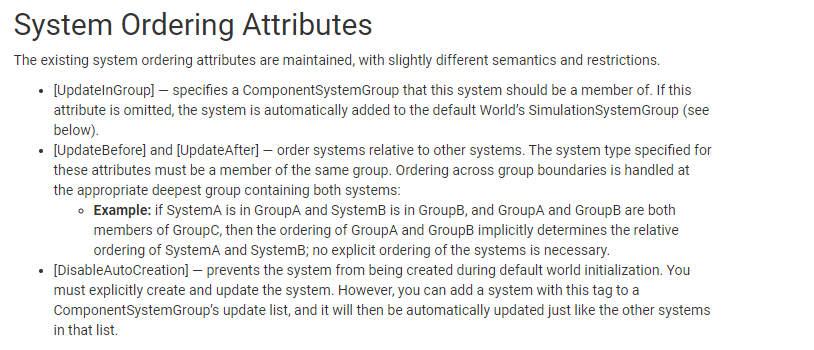 System Ordering Attributes
The existing system ordering attributes are maintained, with slightly different semantics and restrictions.
• [UpdateInGroup] — specifies a ComponentSystemGroup that this system should be a member of. If this
attribute is omitted, the system is automatically added to the default World’s SimulationSystemGroup (see
below).
• [UpdateBefore] and [UpdateAfter] — order systems relative to other systems. The system type specified for
these attributes must be a member of the same group. Ordering across group boundaries is handled at
the appropriate deepest group containing both systems:
◦ Example: if SystemA is in GroupA and SystemB is in GroupB, and GroupA and GroupB are both
members of GroupC, then the ordering of GroupA and GroupB implicitly determines the relative
ordering of SystemA and SystemB; no explicit ordering of the systems is necessary.
• [DisableAutoCreation] — prevents the system from being created during default world initialization. You
must explicitly create and update the system. However, you can add a system with this tag to a
ComponentSystemGroup’s update list, and it will then be automatically updated just like the other systems
in that list.